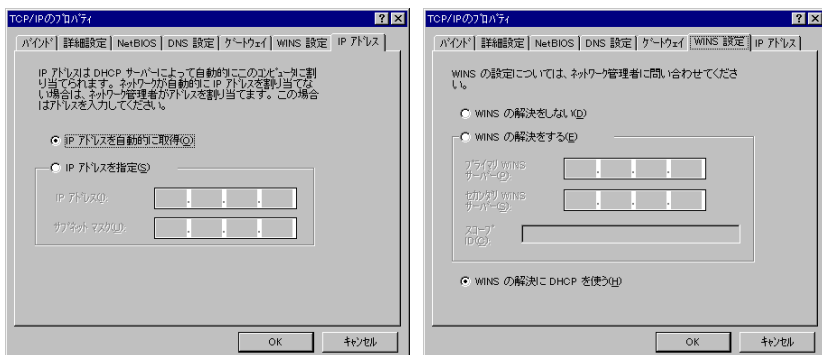 TCP/IPのプロパティ
バインド 詳細設定 NetBIOS DNS 設定 ゲートウェイ WINS 設定 IP アドレス
IP アドレスは DHCP サーバーによって自動的にこのコンピュータに割
り当てられます。ネットワークが自動的に IP アドレスを割り当てな
い場合は、ネットワーク管理者がアドレスを割り当てます。この場合
はアドレスを入力してください。
IP アドレスを自動的に取得(O)
IP アドレスを指定(S)
IP アドレス(I):
サブネット マスク(U):
OK キャンセル
TCP/IPのプロパティ
バインド 詳細設定 NetBIOS DNS 設定 ゲートウェイ WINS 設定 IP アドレス
WINS の設定については、ネットワーク管理者に問い合わせてくださ
い。
WINS の解決をしない(D)
WINS の解決をする(E)
プライマリ WINS
サーバー(P):
セカンダリ WINS
サーバー(S):
スコープ
ID(C):
WINS の解決に DHCP を使う(H)
OK キャンセル